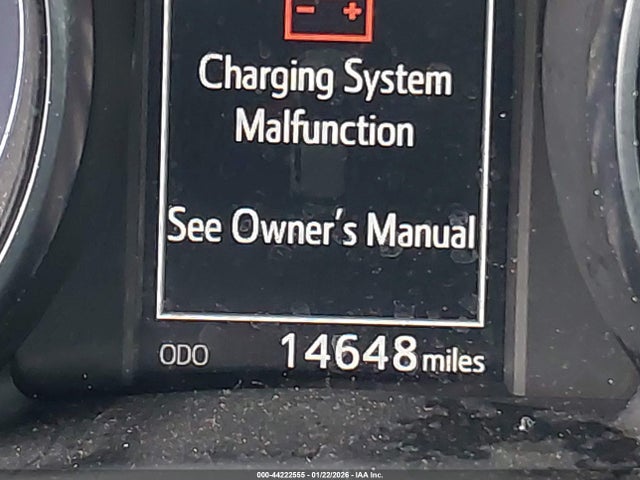 Charging System
Malfunction
See Owner's Manual
ODO 14648 miles
000-44222555 - 01/22/2026 - IAA Inc.